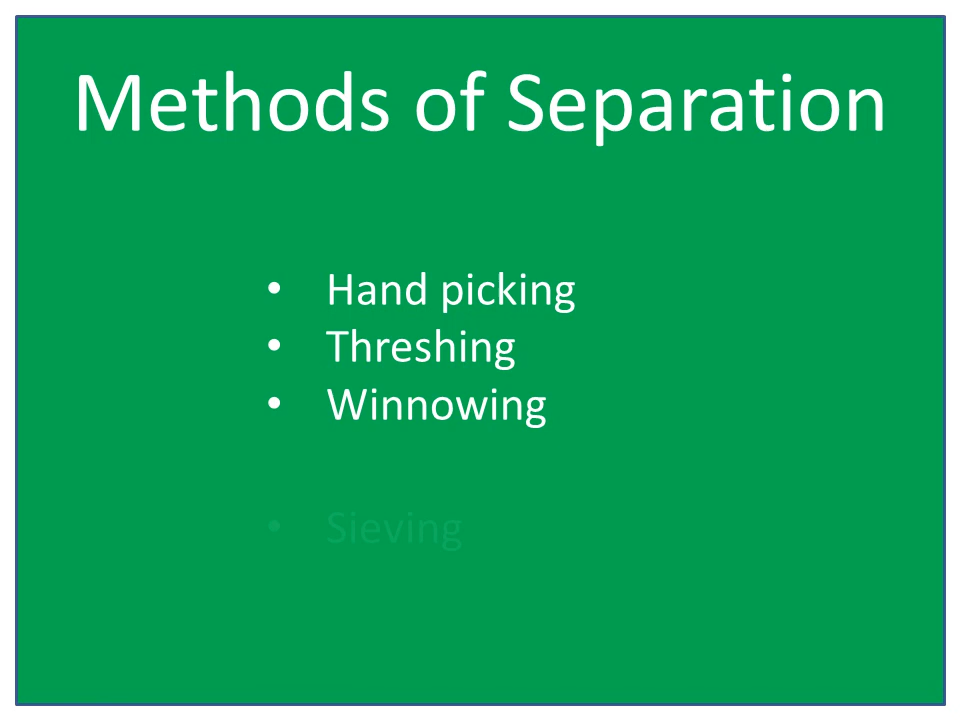 Methods of Separation
• Hand picking
• Threshing
• Winnowing
• Sieving